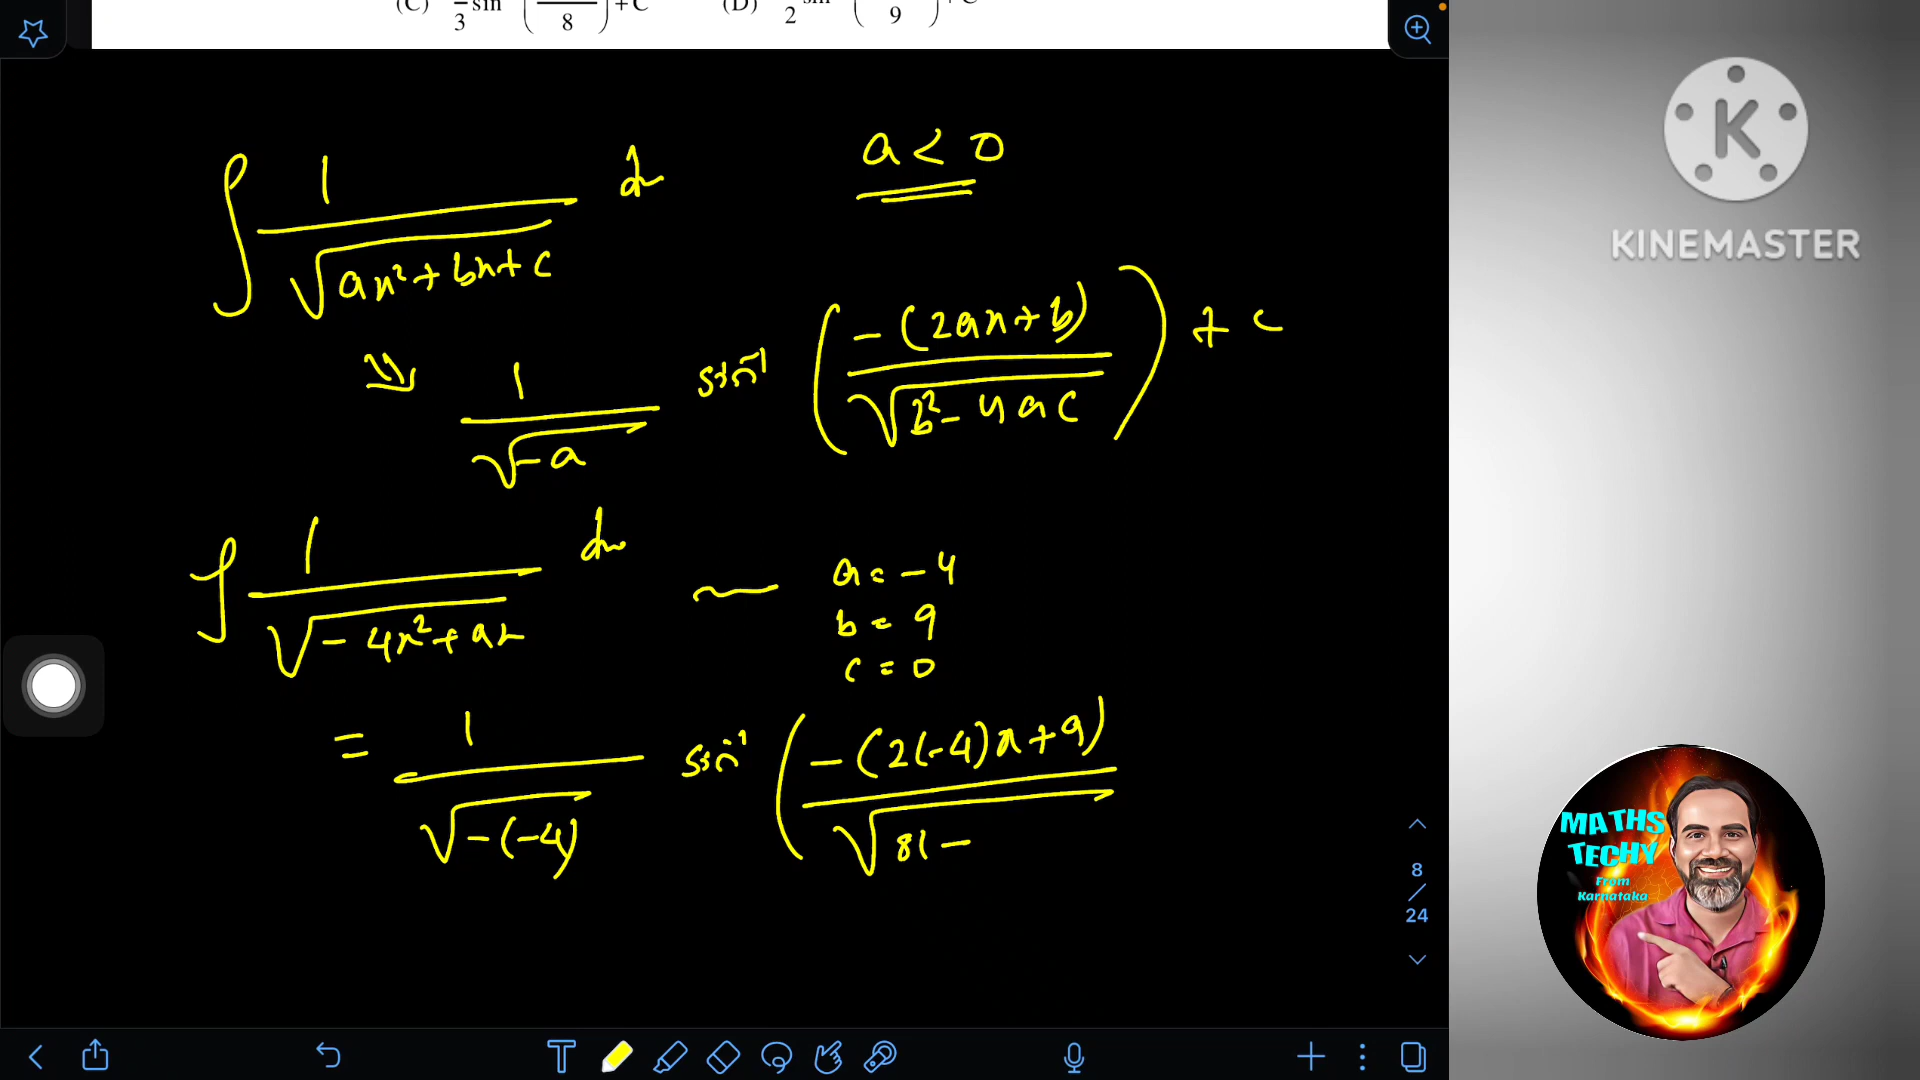 (C) 1/3 sin ( /8) + C (D) 1/2 sin ( /9) + C
∫ 1/√(ax² + bx + c) dx a < 0
⇒ 1/√(-a) sin⁻¹ (-(2ax + b)/√(b² - 4ac)) + c
∫ 1/√(-4x² + 9x) dx ~ a = -4
b = 9
c = 0
= 1/√(-(-4)) sin⁻¹ (-(2(-4)x + 9)/√(81 -
8
/
24
T
K
KINEMASTER
MATHS
TECHY
From
Karnataka